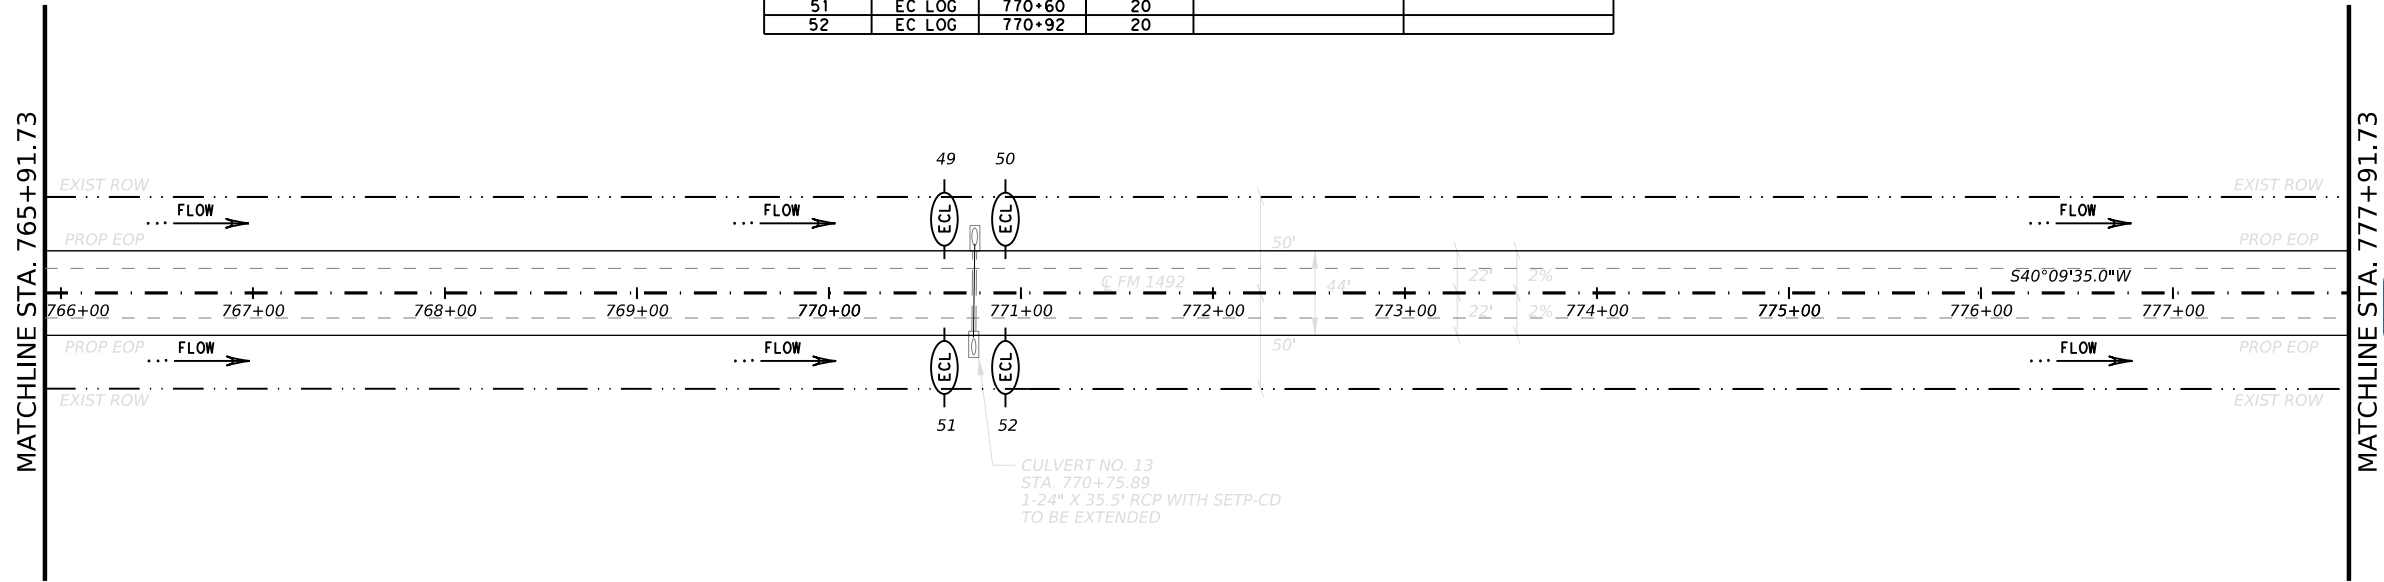 51 EC LOG 770+60 20
52 EC LOG 770+92 20
MATCHLINE STA. 765+91.73
MATCHLINE STA. 777+91.73
49 50
EXIST ROW EXIST ROW
ECL ECL
FLOW FLOW FLOW
PROP EOP PROP EOP
50'
℄ FM 1492 44' 22' 2% S40°09'35.0"W
766+00 767+00 768+00 769+00 770+00 771+00 772+00 773+00 774+00 775+00 776+00 777+00
22' 2%
PROP EOP PROP EOP
50'
FLOW FLOW FLOW
ECL ECL
EXIST ROW EXIST ROW
51 52
CULVERT NO. 13
STA. 770+75.89
1-24" X 35.5' RCP WITH SETP-CD
TO BE EXTENDED